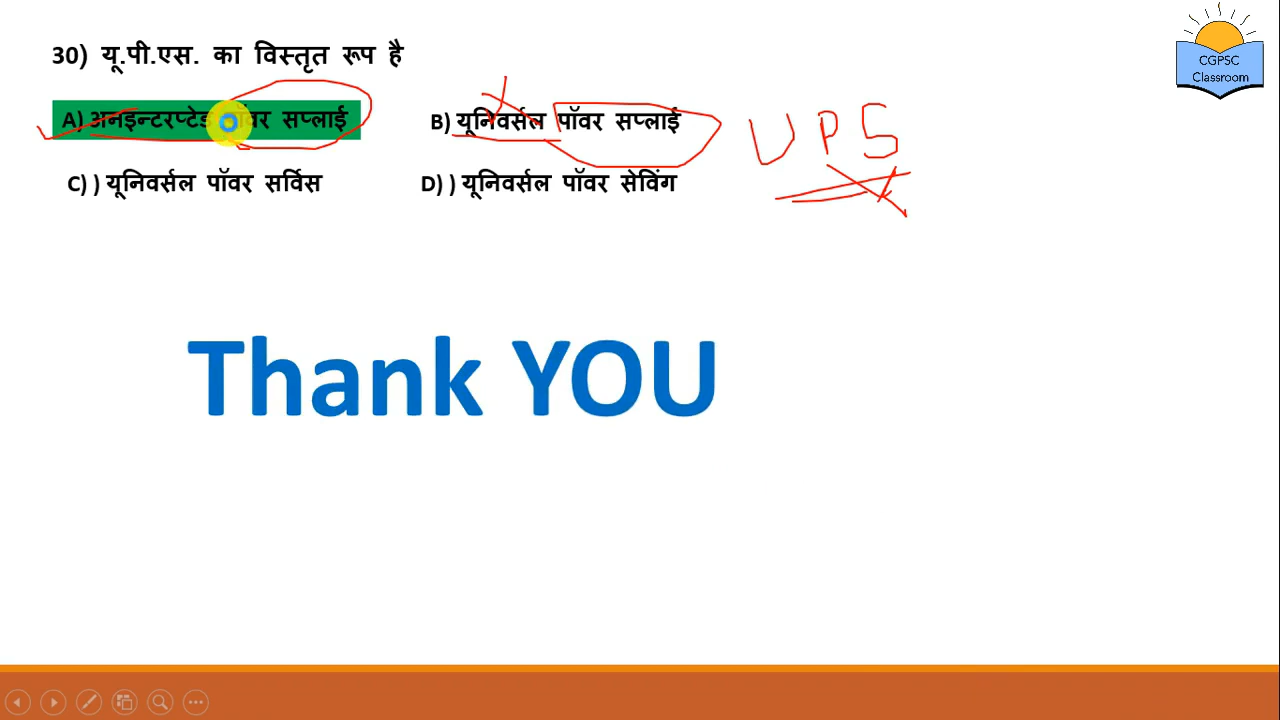 CGPSC
Classroom
30) यू.पी.एस. का विस्तृत रूप है
A) अनइन्टरप्टेड पॉवर सप्लाई B) यूनिवर्सल पॉवर सप्लाई
UPS
C) ) यूनिवर्सल पॉवर सर्विस D) ) यूनिवर्सल पॉवर सेविंग
Thank YOU